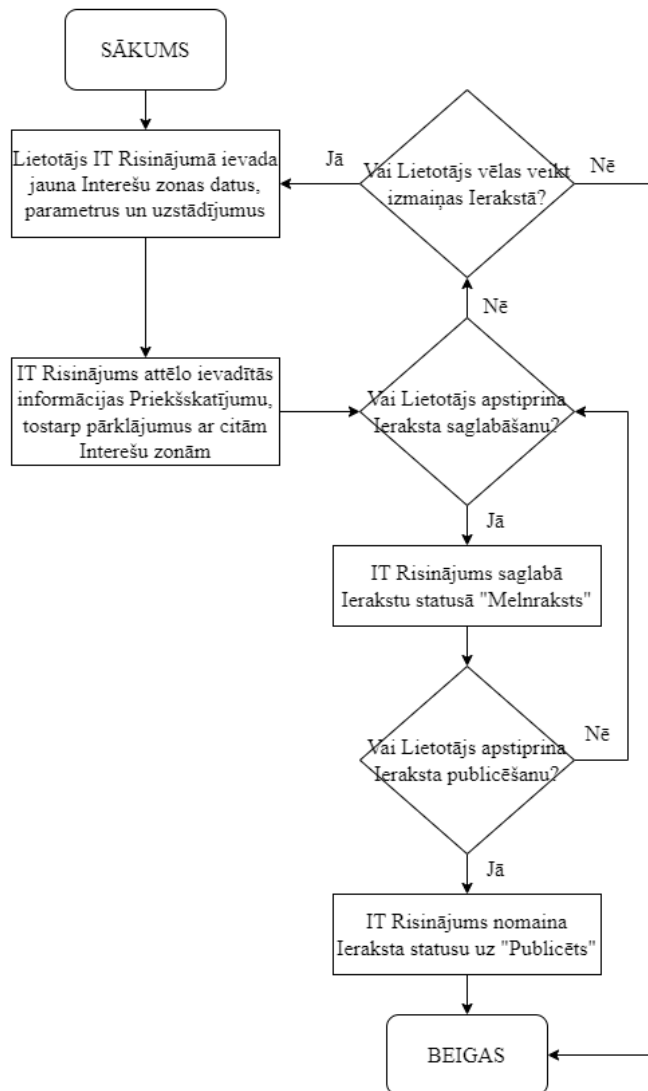 SĀKUMS
Lietotājs IT Risinājumā ievada
jauna Interešu zonas datus,
parametrus un uzstādījumus
Jā
Vai Lietotājs vēlas veikt
izmaiņas Ierakstā?
Nē
Nē
IT Risinājums attēlo ievadītās
informācijas Priekšskatījumu,
tostarp pārklājumus ar citām
Interešu zonām
Vai Lietotājs apstiprina
Ieraksta saglabāšanu?
Jā
IT Risinājums saglabā
Ierakstu statusā "Melnraksts"
Vai Lietotājs apstiprina
Ieraksta publicēšanu?
Nē
Jā
IT Risinājums nomaina
Ieraksta statusu uz "Publicēts"
BEIGAS